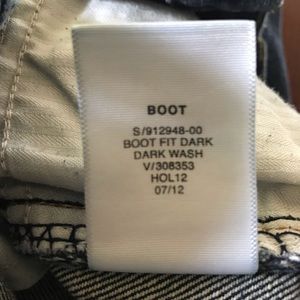 BOOT
S/912948-00
BOOT FIT DARK
DARK WASH
V/308353
HOL12
07/12